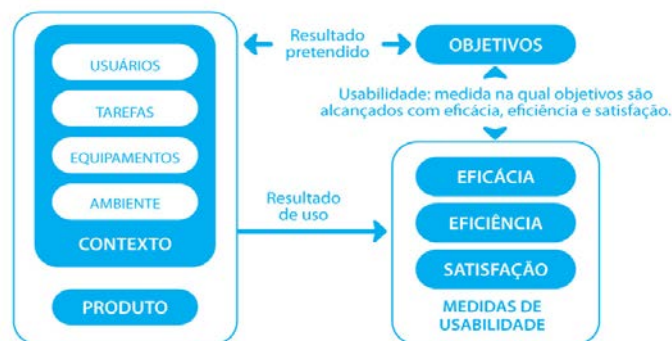 USUÁRIOS
TAREFAS
EQUIPAMENTOS
AMBIENTE
CONTEXTO
PRODUTO
Resultado
pretendido
OBJETIVOS
Usabilidade: medida na qual objetivos são
alcançados com eficácia, eficiência e satisfação.
Resultado
de uso
EFICÁCIA
EFICIÊNCIA
SATISFAÇÃO
MEDIDAS DE
USABILIDADE